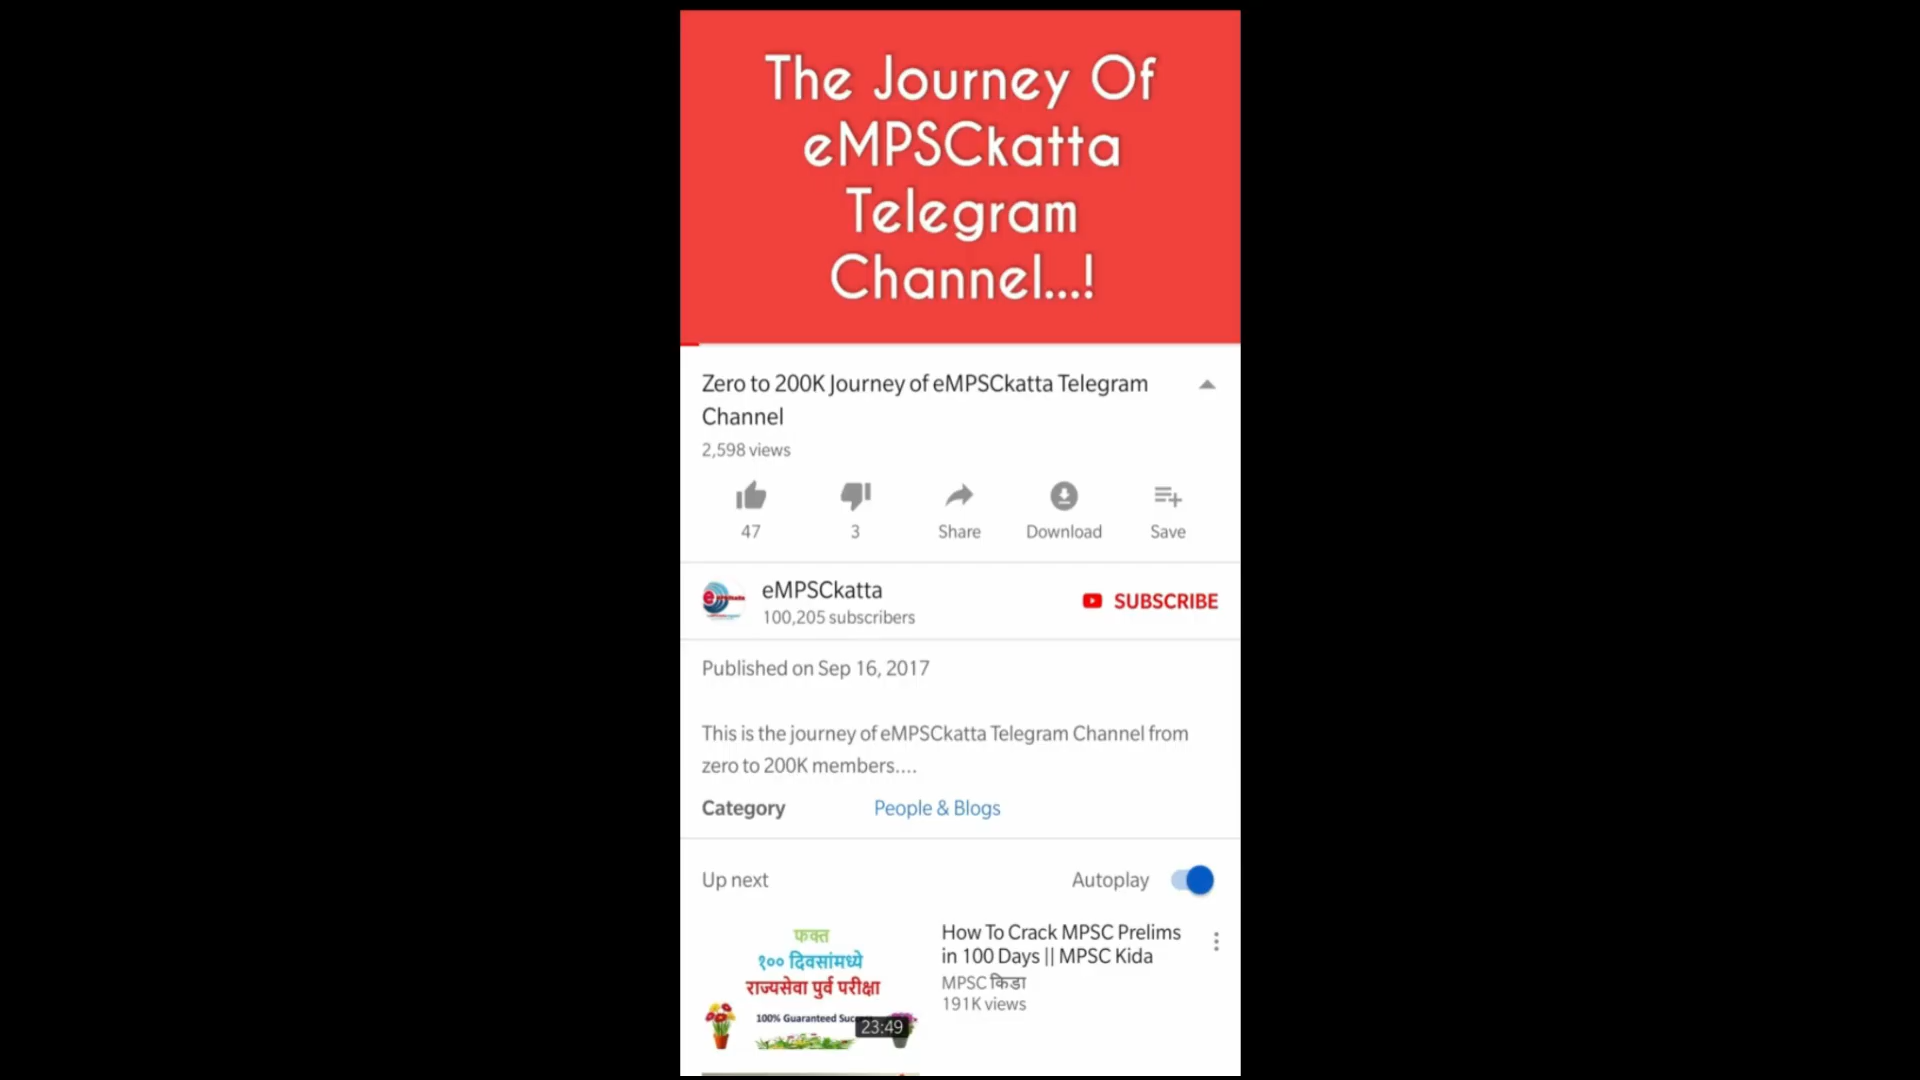 The Journey Of
eMPSCkatta
Telegram
Channel...!
Zero to 200K Journey of eMPSCkatta Telegram
Channel
2,598 views
47
3
Share
Download
Save
eMPSCkatta
100,205 subscribers
SUBSCRIBE
Published on Sep 16, 2017
This is the journey of eMPSCkatta Telegram Channel from
zero to 200K members....
Category
People & Blogs
Up next
Autoplay
फक्त
१०० दिवसांमध्ये
राज्यसेवा पुर्व परीक्षा
100% Guaranteed
23:49
How To Crack MPSC Prelims
in 100 Days || MPSC Kida
MPSC किडा
191K views